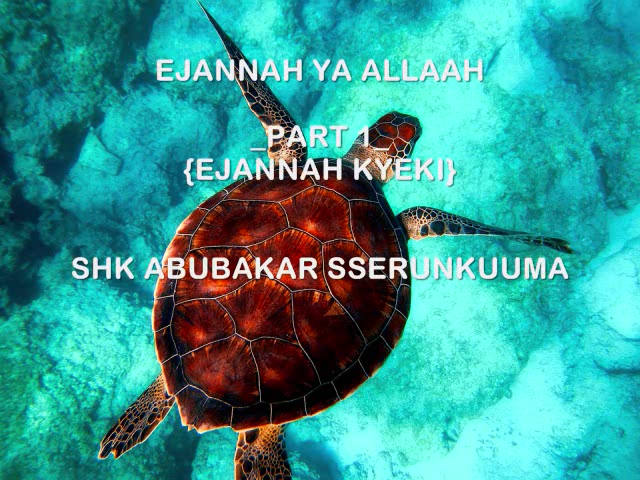 EJANNAH YA ALLAAH
_PART 1_
{EJANNAH KYEKI}
SHK ABUBAKAR SSERUNKUUMA